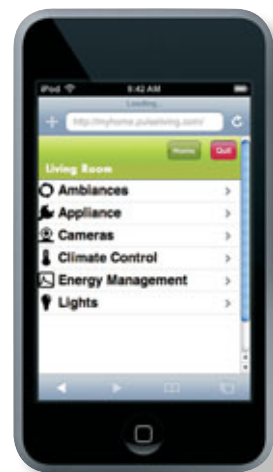 iPod 9:42 AM
Loading...
http://myhome.pulseliving.com/
Home Quit
Living Room
Ambiances
Appliance
Cameras
Climate Control
Energy Management
Lights